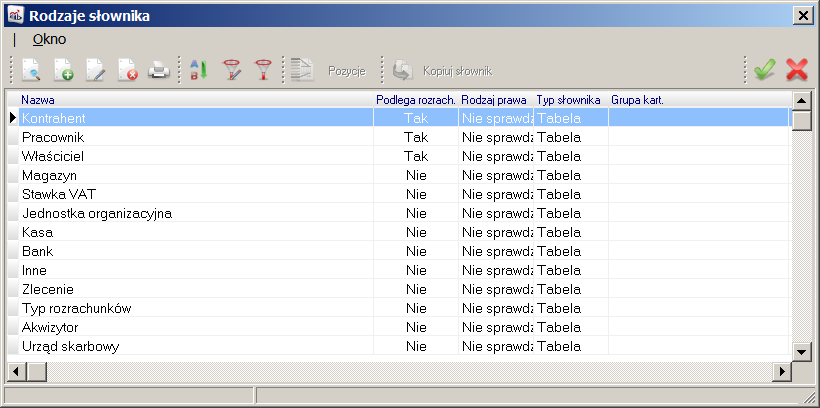 Rodzaje słownika
| Okno
A B Pozycje Kopiuj słownik
Nazwa Podlega rozrach. Rodzaj prawa Typ słownika Grupa kart.
Kontrahent Tak Nie sprawdz Tabela
Pracownik Tak Nie sprawdz Tabela
Właściciel Tak Nie sprawdz Tabela
Magazyn Nie Nie sprawdz Tabela
Stawka VAT Nie Nie sprawdz Tabela
Jednostka organizacyjna Nie Nie sprawdz Tabela
Kasa Nie Nie sprawdz Tabela
Bank Nie Nie sprawdz Tabela
Inne Nie Nie sprawdz Tabela
Zlecenie Nie Nie sprawdz Tabela
Typ rozrachunków Nie Nie sprawdz Tabela
Akwizytor Nie Nie sprawdz Tabela
Urząd skarbowy Nie Nie sprawdz Tabela